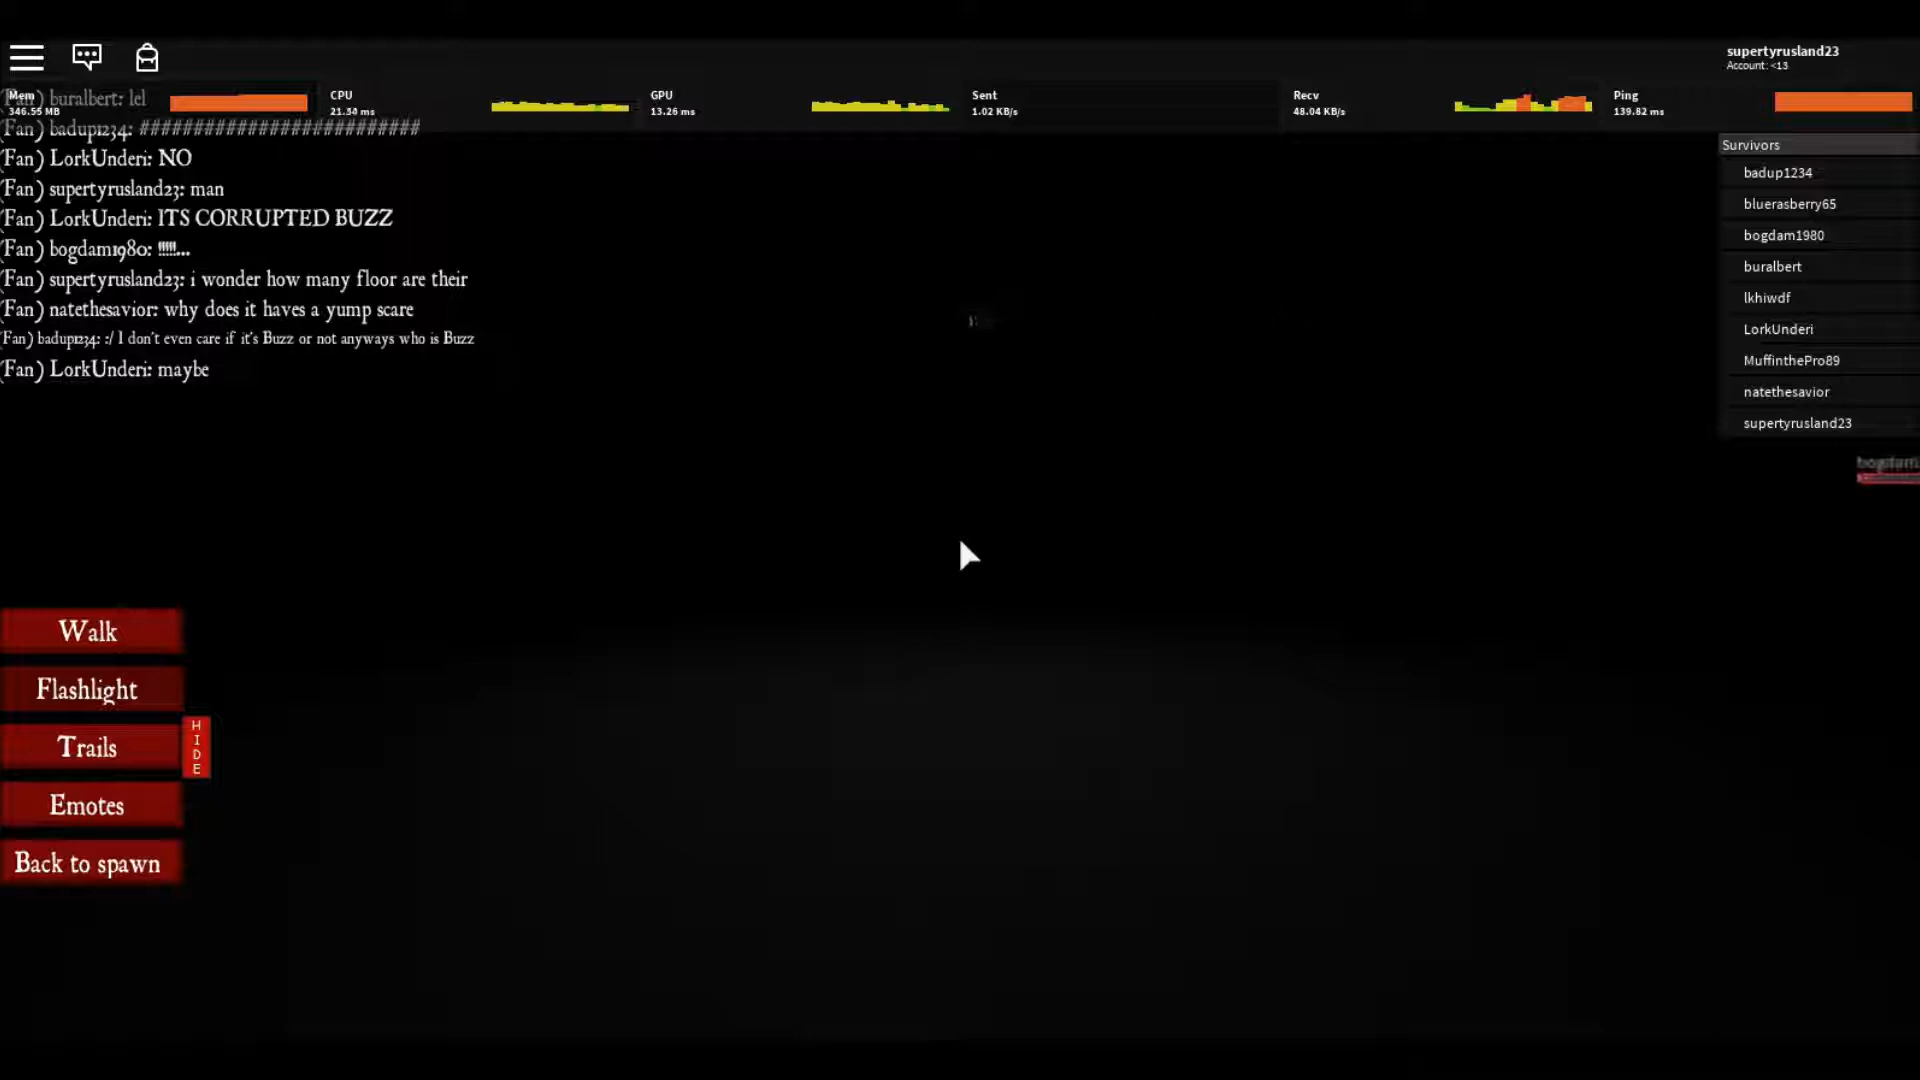 supertyrusland23
Account: <13
Mem
346.55 MB
CPU
21.34 ms
GPU
13.26 ms
Sent
1.02 KB/s
Recv
48.04 KB/s
Ping
139.82 ms
(Fan) buralbert: lel
(Fan) badup1234: ##########################
(Fan) LorkUnderi: NO
(Fan) supertyrusland23: man
(Fan) LorkUnderi: ITS CORRUPTED BUZZ
(Fan) bogdam1980: !!!!!...
(Fan) supertyrusland23: i wonder how many floor are their
(Fan) natethesavior: why does it haves a yump scare
(Fan) badup1234: :/ I don't even care if it's Buzz or not anyways who is Buzz
(Fan) LorkUnderi: maybe
Survivors
badup1234
bluerasberry65
bogdam1980
buralbert
lkhiwdf
LorkUnderi
MuffinthePro89
natethesavior
supertyrusland23
Walk
Flashlight
Trails
HIDE
Emotes
Back to spawn